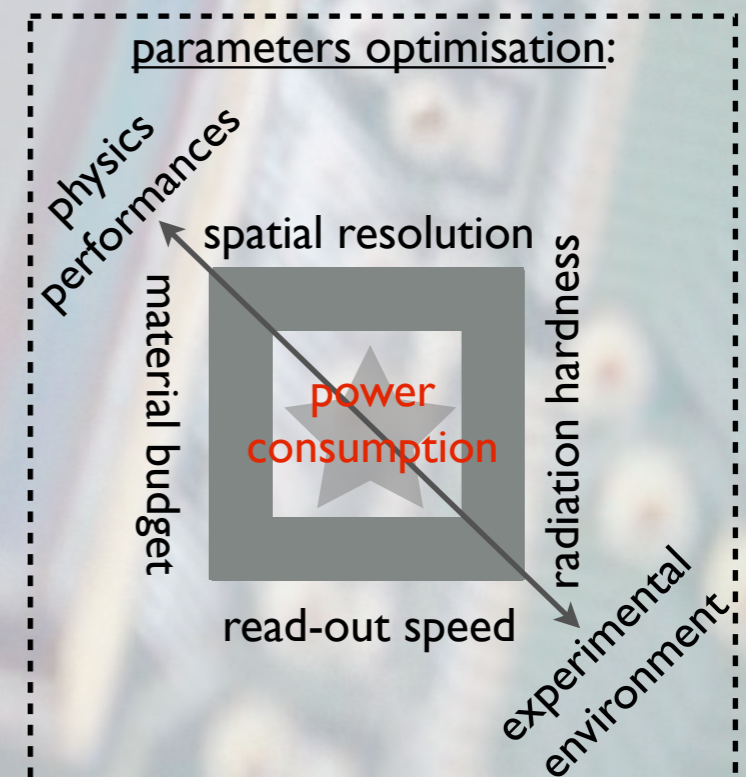 parameters optimisation:
physics
performances
spatial resolution
material budget
radiation hardness
power
consumption
read-out speed
experimental
environment